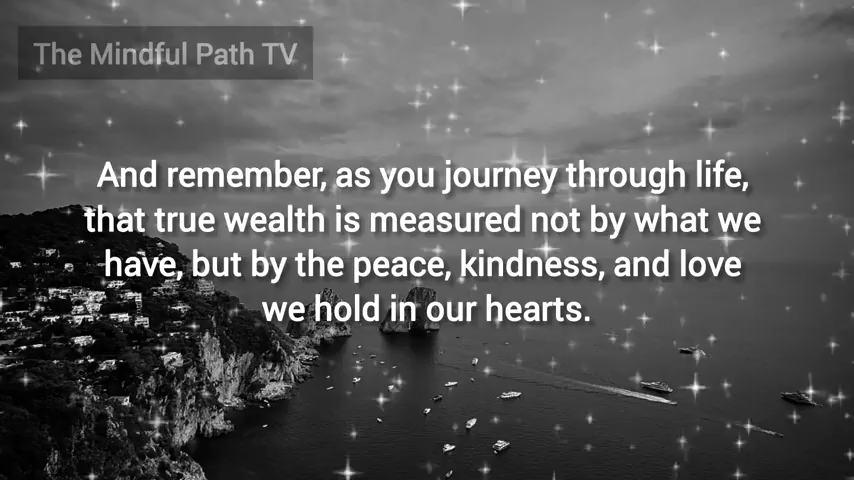 The Mindful Path TV
And remember, as you journey through life,
that true wealth is measured not by what we
have, but by the peace, kindness, and love
we hold in our hearts.